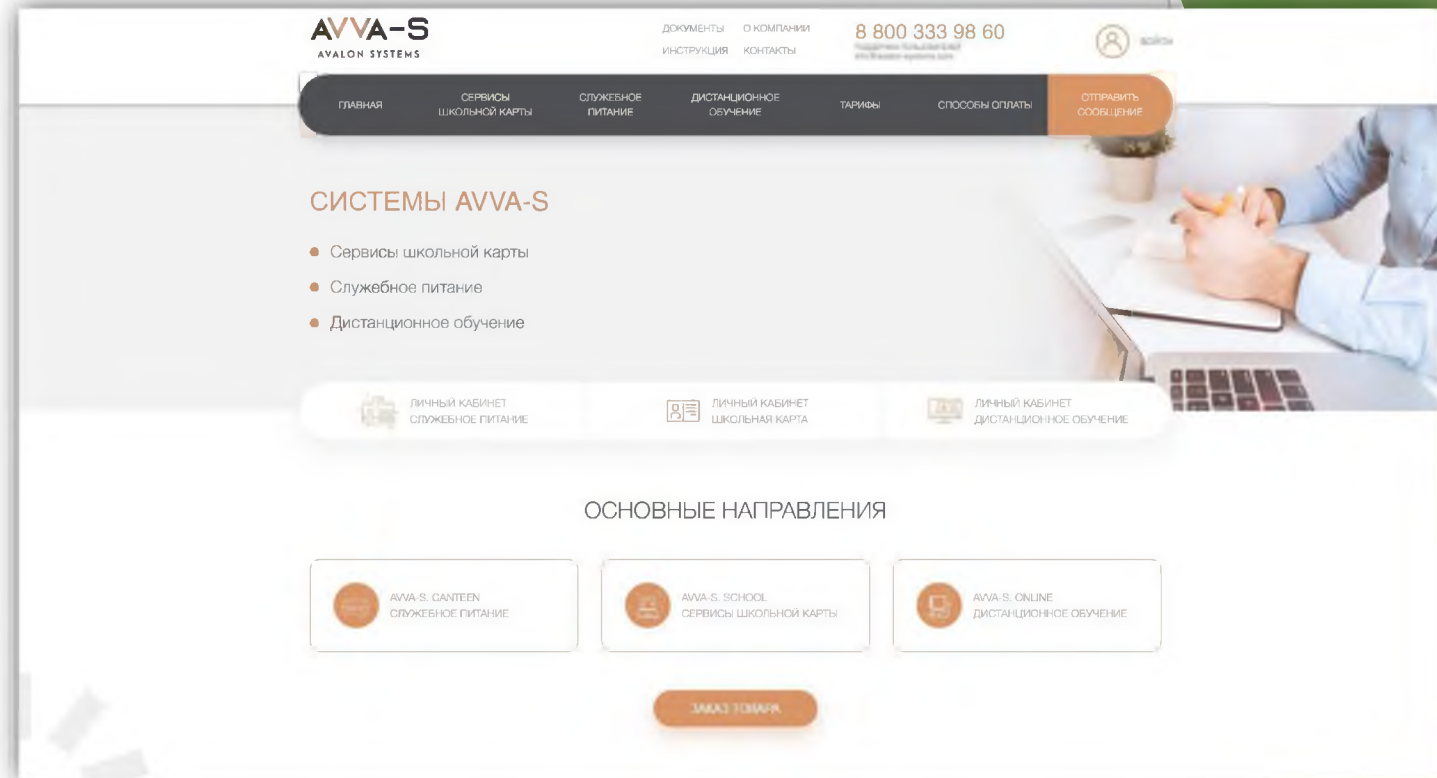 AVVA-S
AVALON SYSTEMS
ДОКУМЕНТЫ О КОМПАНИИ
ИНСТРУКЦИЯ КОНТАКТЫ
8 800 333 98 60
ВОЙТИ
ГЛАВНАЯ
СЕРВИСЫ
ШКОЛЬНОЙ КАРТЫ
СЛУЖЕБНОЕ
ПИТАНИЕ
ДИСТАНЦИОННОЕ
ОБУЧЕНИЕ
ТАРИФЫ
СПОСОБЫ ОПЛАТЫ
ОТПРАВИТЬ
СООБЩЕНИЕ
СИСТЕМЫ AVVA-S
Сервисы школьной карты
Служебное питание
Дистанционное обучение
ЛИЧНЫЙ КАБИНЕТ
СЛУЖЕБНОЕ ПИТАНИЕ
ЛИЧНЫЙ КАБИНЕТ
ШКОЛЬНАЯ КАРТА
ЛИЧНЫЙ КАБИНЕТ
ДИСТАНЦИОННОЕ ОБУЧЕНИЕ
ОСНОВНЫЕ НАПРАВЛЕНИЯ
AVVA-S. CANTEEN
СЛУЖЕБНОЕ ПИТАНИЕ
AVVA-S. SCHOOL
СЕРВИСЫ ШКОЛЬНОЙ КАРТЫ
AVVA-S. ONLINE
ДИСТАНЦИОННОЕ ОБУЧЕНИЕ
ЗАКАЗ ТОВАРА